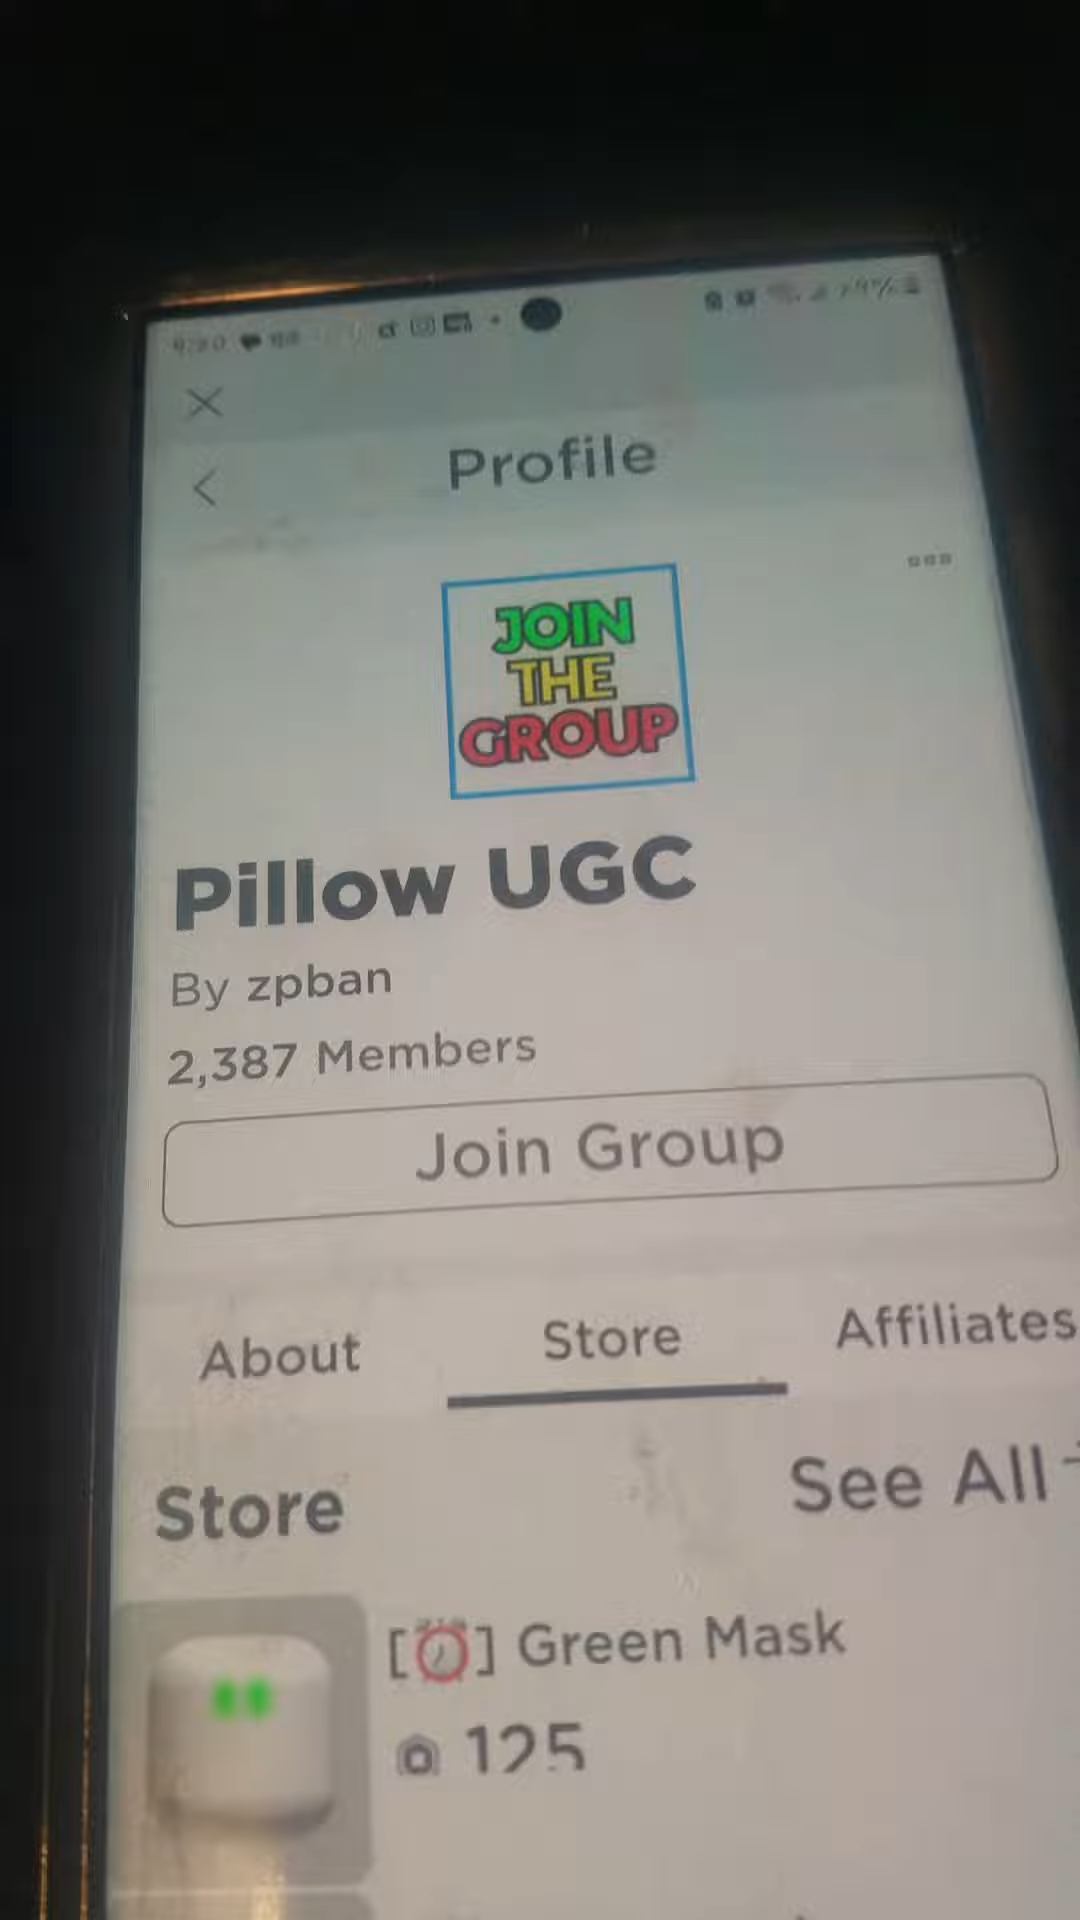 Profile
JOIN
THE
GROUP
Pillow UGC
By zpban
2,387 Members
Join Group
About Store Affiliates
Store See All
[⏰] Green Mask
125